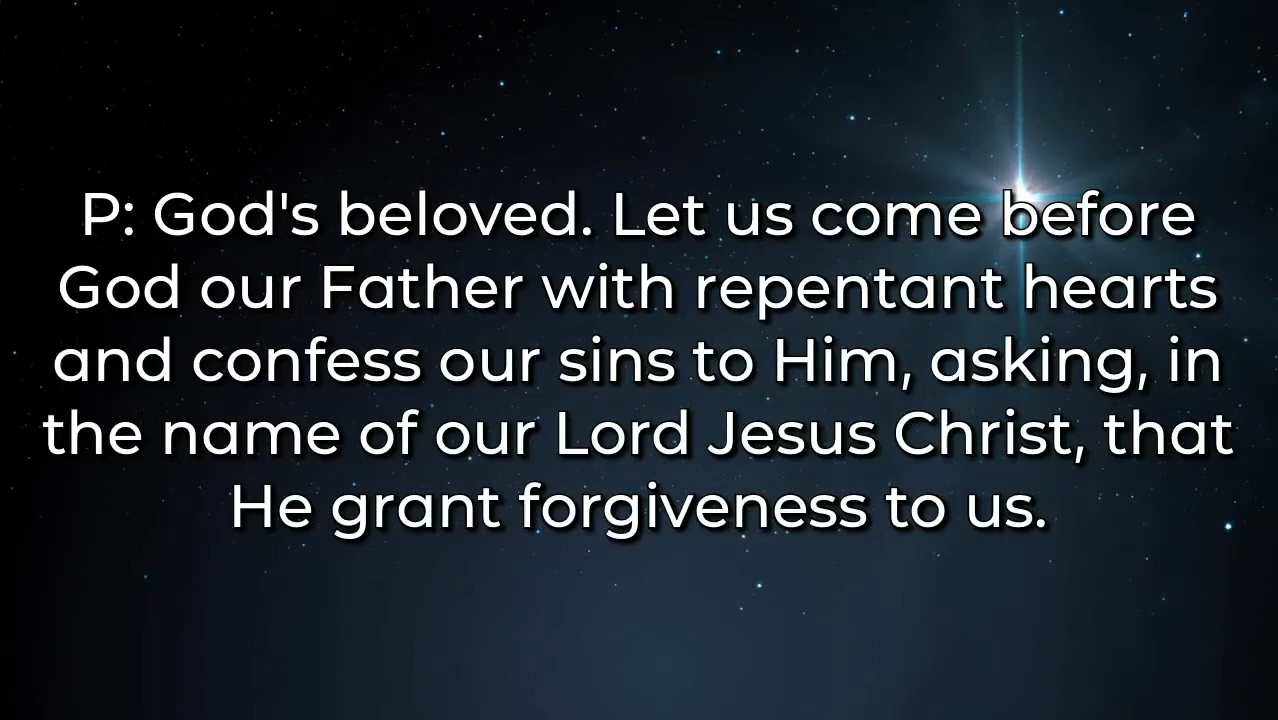 P: God's beloved. Let us come before
God our Father with repentant hearts
and confess our sins to Him, asking, in
the name of our Lord Jesus Christ, that
He grant forgiveness to us.